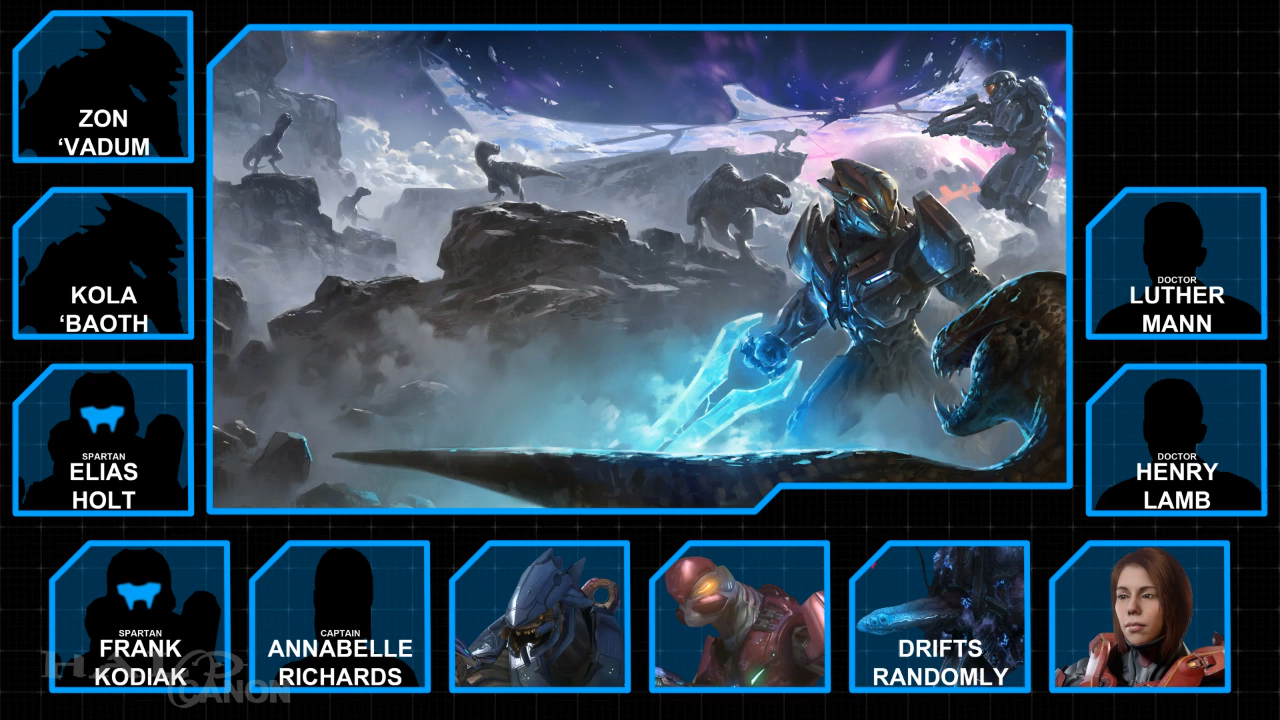 ZON
‘VADUM
KOLA
‘BAOTH
SPARTAN
ELIAS
HOLT
DOCTOR
LUTHER
MANN
DOCTOR
HENRY
LAMB
SPARTAN
FRANK
KODIAK
CAPTAIN
ANNABELLE
RICHARDS
DRIFTS
RANDOMLY
CANON